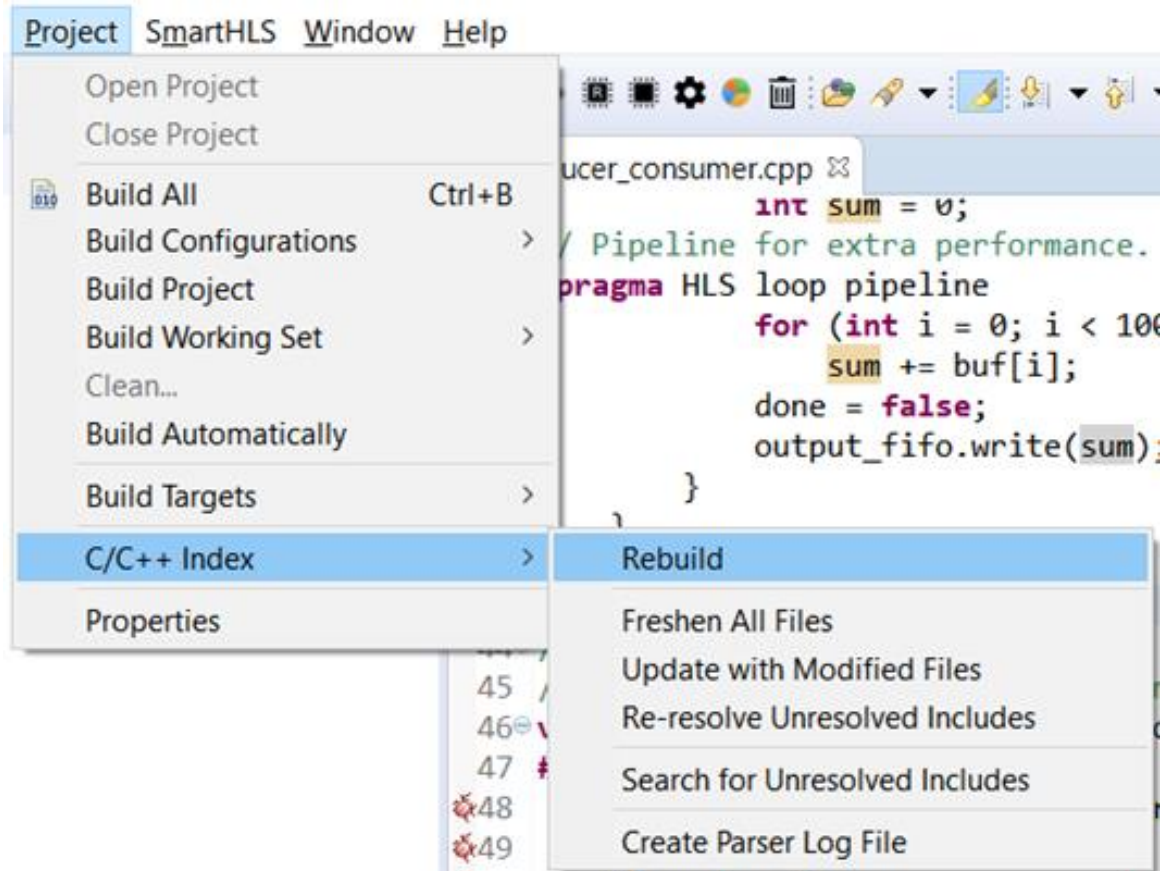 Project SmartHLS Window Help
Open Project
Close Project
Build All Ctrl+B
Build Configurations >
Build Project
Build Working Set >
Clean...
Build Automatically
Build Targets >
C/C++ Index >
Properties
Rebuild
Freshen All Files
Update with Modified Files
Re-resolve Unresolved Includes
Search for Unresolved Includes
Create Parser Log File
ucer_consumer.cpp
int sum = 0;
/ Pipeline for extra performance.
pragma HLS loop pipeline
for (int i = 0; i < 100
sum += buf[i];
done = false;
output_fifo.write(sum);
}
}
44 /
45 /
46
47 #
48
49